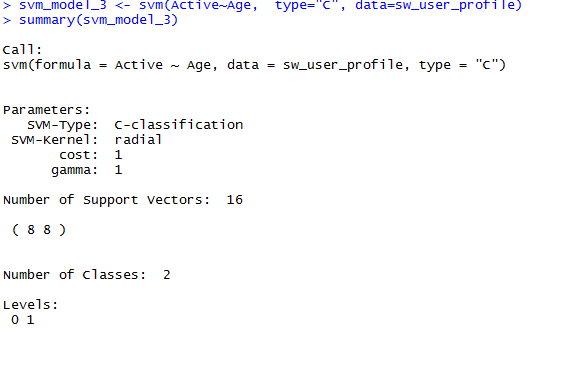 > svm_model_3 <- svm(Active~Age,  type="C", data=sw_user_profile)
> summary(svm_model_3)
Call:
svm(formula = Active ~ Age, data = sw_user_profile, type = "C")
Parameters:
   SVM-Type:  C-classification
 SVM-Kernel:  radial
       cost:  1
      gamma:  1
Number of Support Vectors:  16
 ( 8 8 )
Number of Classes:  2
Levels:
 0 1